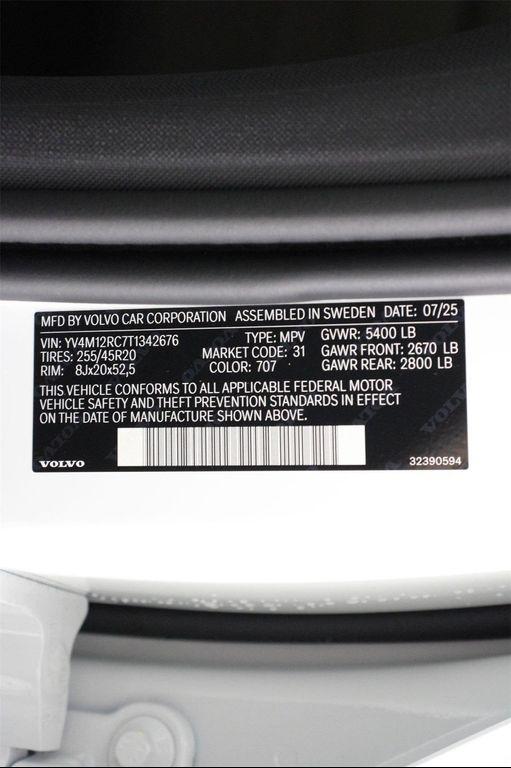 MFD BY VOLVO CAR CORPORATION ASSEMBLED IN SWEDEN DATE: 07/25
VIN: YV4M12RC7T1342676 TYPE: MPV GVWR: 5400 LB
TIRES: 255/45R20 MARKET CODE: 31 GAWR FRONT: 2670 LB
RIM: 8Jx20x52,5 COLOR: 707 GAWR REAR: 2800 LB
THIS VEHICLE CONFORMS TO ALL APPLICABLE FEDERAL MOTOR
VEHICLE SAFETY AND THEFT PREVENTION STANDARDS IN EFFECT
ON THE DATE OF MANUFACTURE SHOWN ABOVE.
VOLVO 32390594